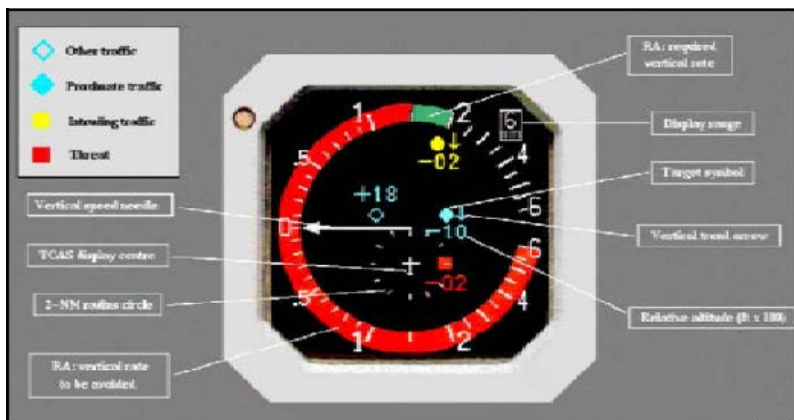 Other traffic
Proximate traffic
Intruding traffic
Threat
Vertical speed needle
TCAS display centre
2-NM radius circle
RA: vertical rate
to be avoided
RA: required
vertical rate
Display range
Target symbol
Vertical trend arrow
Relative altitude (ft x 100)
1
2
6
.5
-02
4
+18
6
0
-10
6
-02
.5
4
1
2